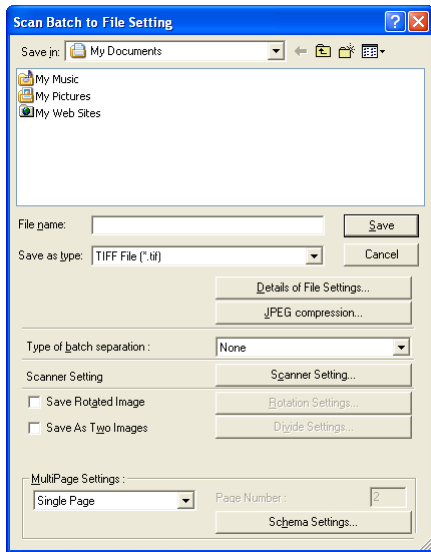 Scan Batch to File Setting
Save in: My Documents
My Music
My Pictures
My Web Sites
File name: Save
Save as type: TIFF File (*.tif) Cancel
Details of File Settings...
JPEG compression...
Type of batch separation : None
Scanner Setting Scanner Setting...
Save Rotated Image Rotation Settings...
Save As Two Images Divide Settings...
MultiPage Settings :
Single Page Page Number : 2
Schema Settings...